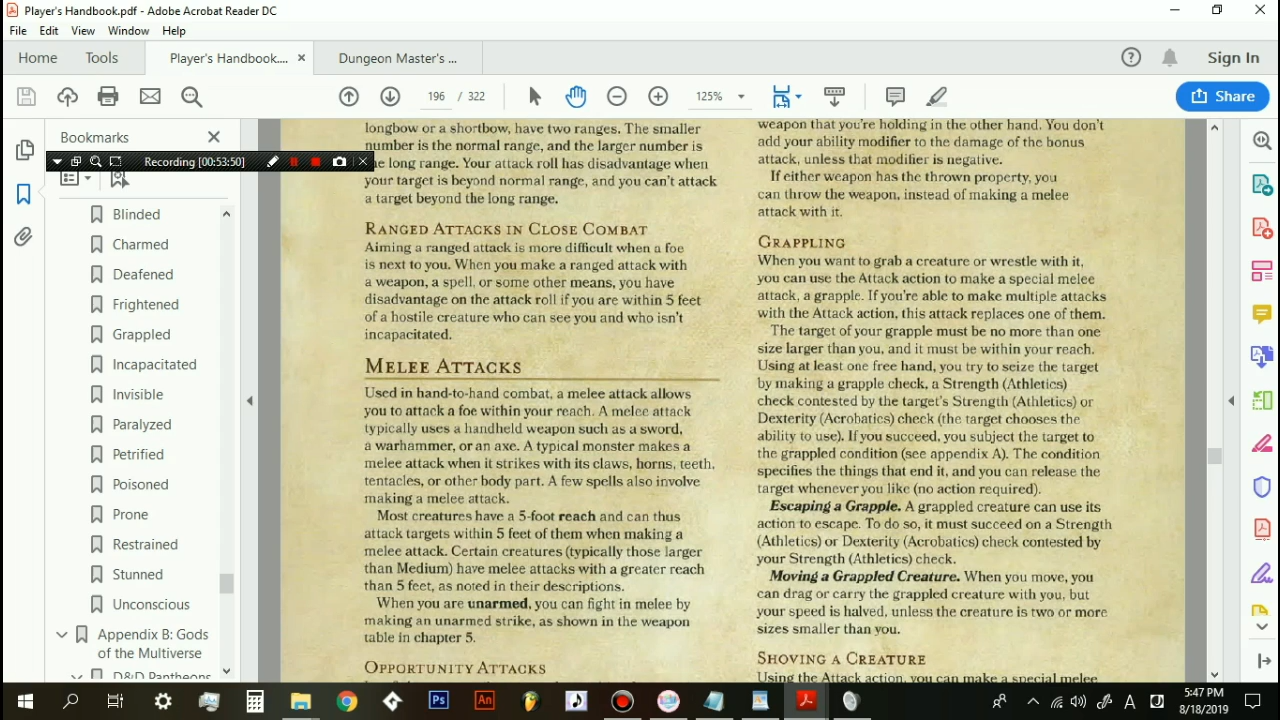 Player's Handbook.pdf - Adobe Acrobat Reader DC
File Edit View Window Help
Home Tools Player's Handbook.... Dungeon Master's ... Sign In
196 / 322 125% Share
Bookmarks
Recording [00:53:50]
Blinded
Charmed
Deafened
Frightened
Grappled
Incapacitated
Invisible
Paralyzed
Petrified
Poisoned
Prone
Restrained
Stunned
Unconscious
Appendix B: Gods
of the Multiverse
D&D Pantheons
longbow or a shortbow, have two ranges. The smaller
number is the normal range, and the larger number is
the long range. Your attack roll has disadvantage when
your target is beyond normal range, and you can't attack
a target beyond the long range.
RANGED ATTACKS IN CLOSE COMBAT
Aiming a ranged attack is more difficult when a foe
is next to you. When you make a ranged attack with
a weapon, a spell, or some other means, you have
disadvantage on the attack roll if you are within 5 feet
of a hostile creature who can see you and who isn't
incapacitated.
MELEE ATTACKS
Used in hand-to-hand combat, a melee attack allows
you to attack a foe within your reach. A melee attack
typically uses a handheld weapon such as a sword,
a warhammer, or an axe. A typical monster makes a
melee attack when it strikes with its claws, horns, teeth,
tentacles, or other body part. A few spells also involve
making a melee attack.
Most creatures have a 5-foot reach and can thus
attack targets within 5 feet of them when making a
melee attack. Certain creatures (typically those larger
than Medium) have melee attacks with a greater reach
than 5 feet, as noted in their descriptions.
When you are unarmed, you can fight in melee by
making an unarmed strike, as shown in the weapon
table in chapter 5.
OPPORTUNITY ATTACKS
weapon that you're holding in the other hand. You don't
add your ability modifier to the damage of the bonus
attack, unless that modifier is negative.
If either weapon has the thrown property, you
can throw the weapon, instead of making a melee
attack with it.
GRAPPLING
When you want to grab a creature or wrestle with it,
you can use the Attack action to make a special melee
attack, a grapple. If you're able to make multiple attacks
with the Attack action, this attack replaces one of them.
The target of your grapple must be no more than one
size larger than you, and it must be within your reach.
Using at least one free hand, you try to seize the target
by making a grapple check, a Strength (Athletics)
check contested by the target's Strength (Athletics) or
Dexterity (Acrobatics) check (the target chooses the
ability to use). If you succeed, you subject the target to
the grappled condition (see appendix A). The condition
specifies the things that end it, and you can release the
target whenever you like (no action required).
Escaping a Grapple. A grappled creature can use its
action to escape. To do so, it must succeed on a Strength
(Athletics) or Dexterity (Acrobatics) check contested by
your Strength (Athletics) check.
Moving a Grappled Creature. When you move, you
can drag or carry the grappled creature with you, but
your speed is halved, unless the creature is two or more
sizes smaller than you.
SHOVING A CREATURE
Using the Attack action, you can make a special melee
Ps An A
5:47 PM
8/18/2019